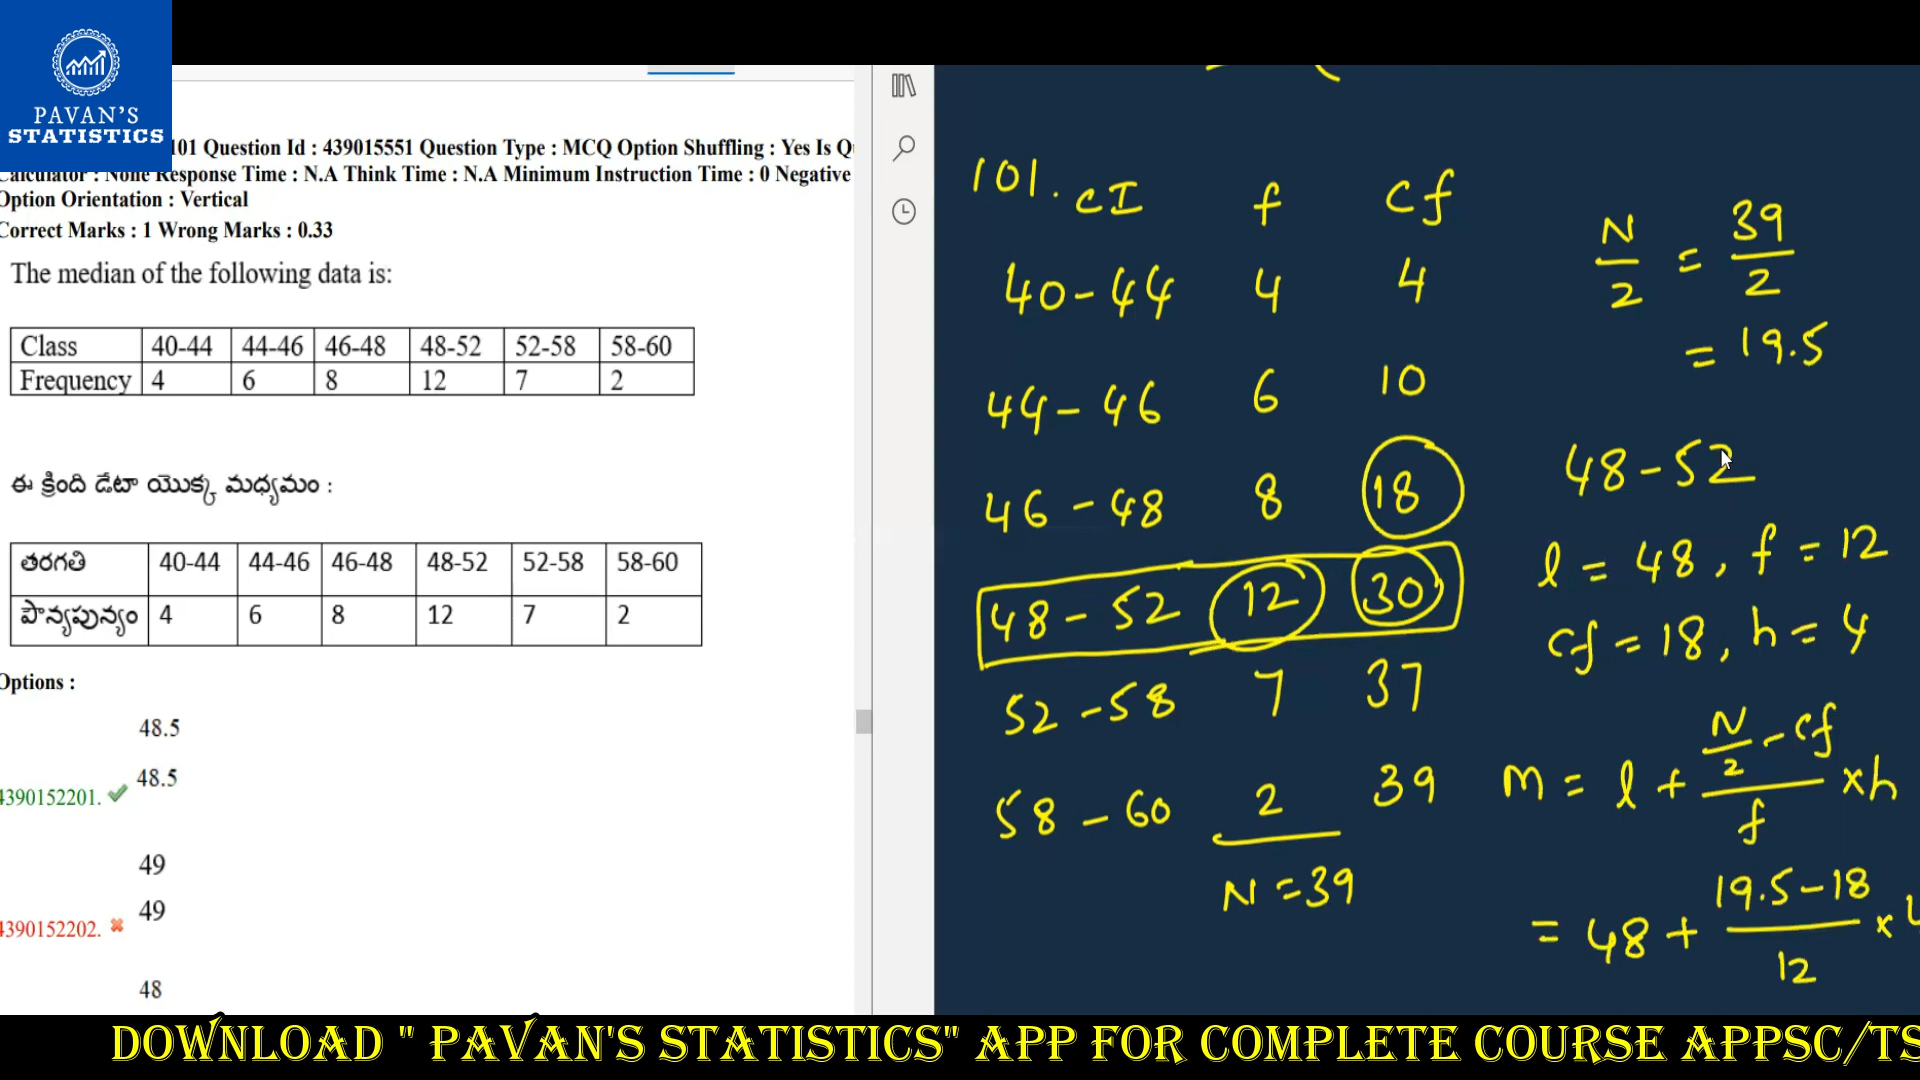 PAVAN'S
STATISTICS
101 Question Id : 439015551 Question Type : MCQ Option Shuffling : Yes Is Q
Calculator : None Response Time : N.A Think Time : N.A Minimum Instruction Time : 0 Negative
Option Orientation : Vertical
Correct Marks : 1 Wrong Marks : 0.33
The median of the following data is:
Class 40-44 44-46 46-48 48-52 52-58 58-60
Frequency 4 6 8 12 7 2
ఈ క్రింది డేటా యొక్క మధ్యమం :
తరగతి 40-44 44-46 46-48 48-52 52-58 58-60
పౌన్యపున్యం 4 6 8 12 7 2
Options :
48.5
4390152201. 48.5
49
4390152202. 49
48
101. CI f Cf
40-44 4 4
44-46 6 10
46-48 8 18
48-52 12 30
52-58 7 37
58-60 2 39
N=39
N/2 = 39/2
= 19.5
48-52
l = 48, f = 12
cf = 18, h = 4
M = l + (N/2 - cf)/f ×h
= 48 + (19.5-18)/12 × 4
DOWNLOAD " PAVAN'S STATISTICS" APP FOR COMPLETE COURSE APPSC/TS